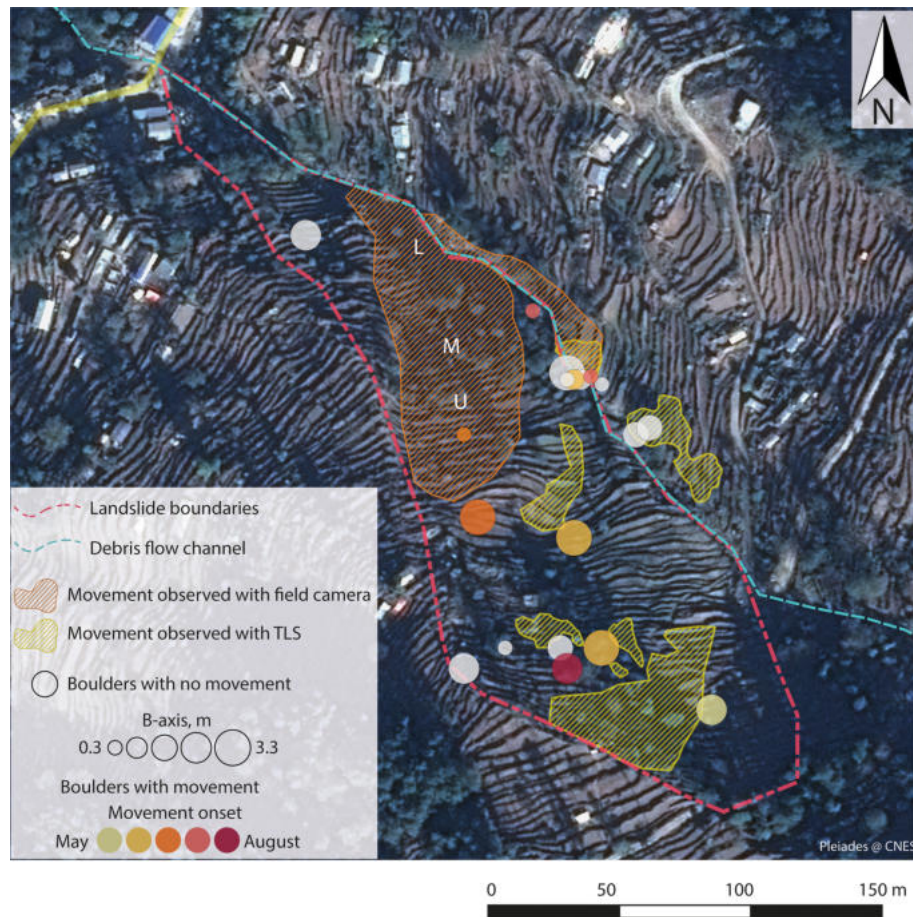 N
L
M
U
Landslide boundaries
Debris flow channel
Movement observed with field camera
Movement observed with TLS
Boulders with no movement
B-axis, m
0.3 3.3
Boulders with movement
Movement onset
May August
Pleiades @ CNES
0 50 100 150 m